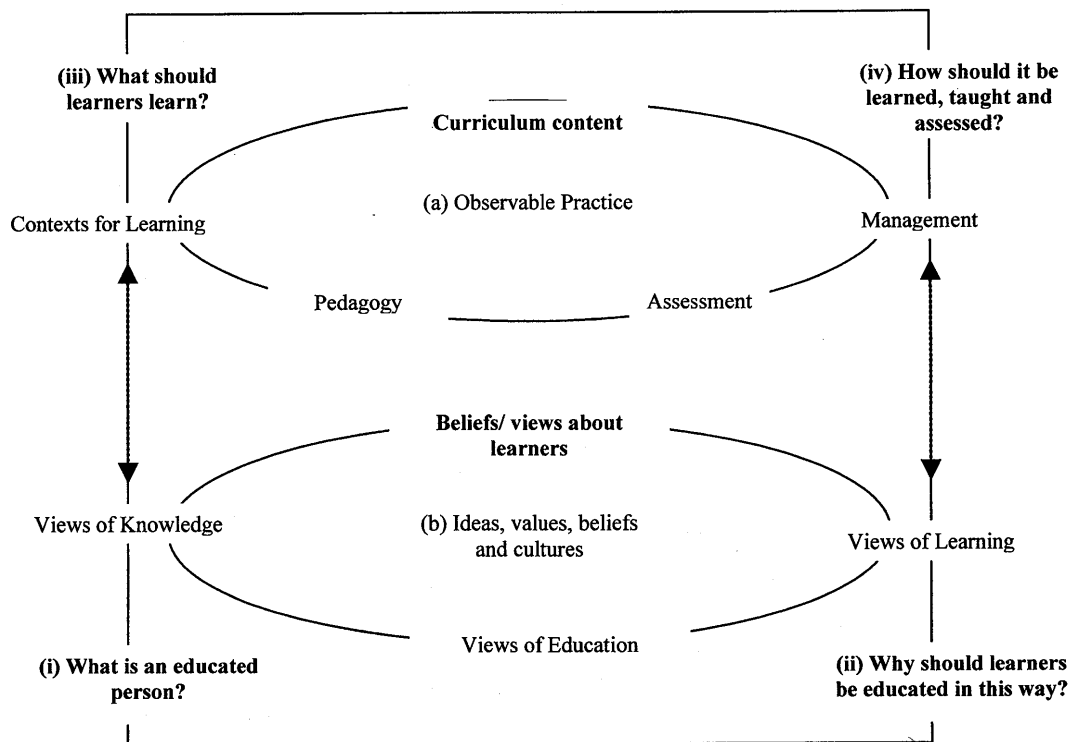 (iii) What should
learners learn?
(iv) How should it be
learned, taught and
assessed?
Curriculum content
(a) Observable Practice
Contexts for Learning
Management
Pedagogy
Assessment
Beliefs/ views about
learners
Views of Knowledge
(b) Ideas, values, beliefs
and cultures
Views of Learning
Views of Education
(i) What is an educated
person?
(ii) Why should learners
be educated in this way?